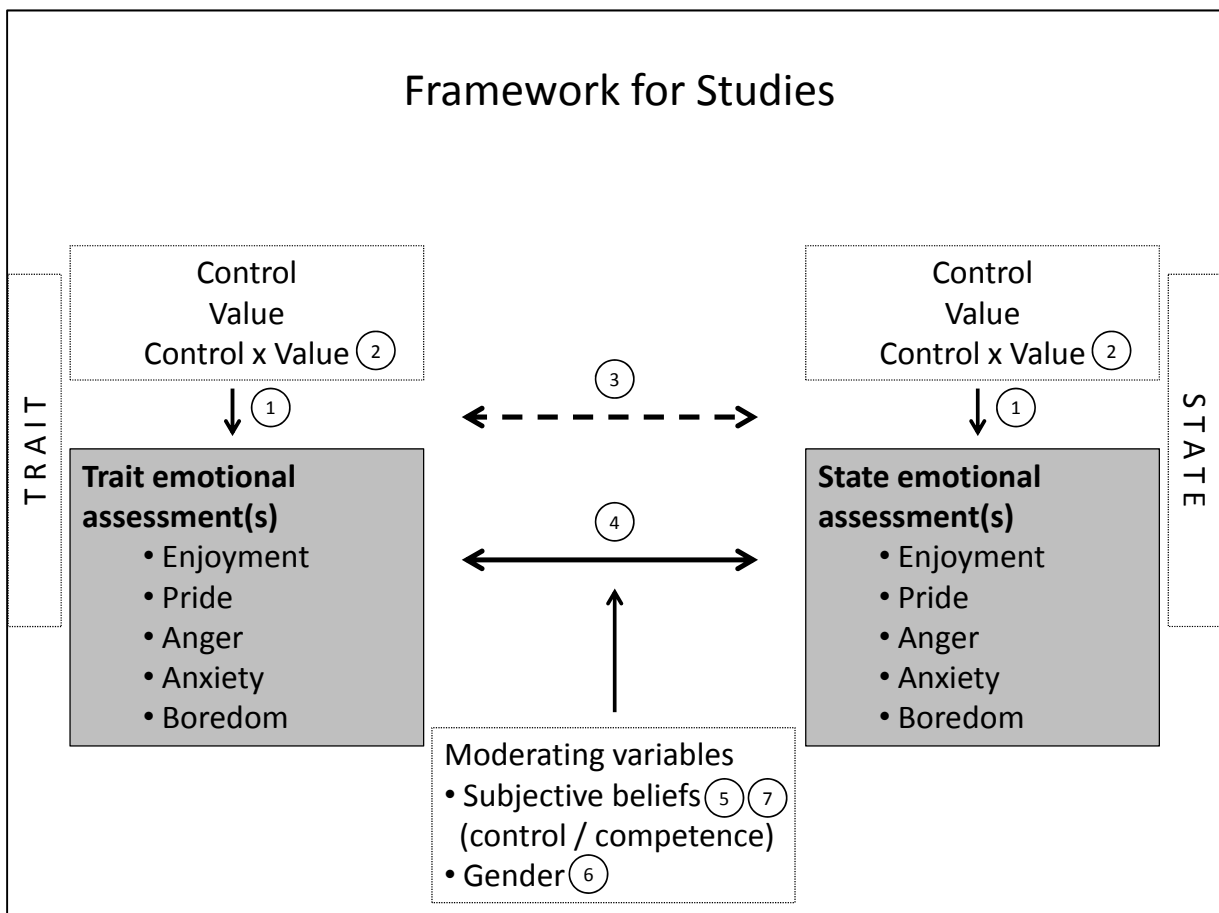 Framework for Studies
TRAIT
Control
Value
Control x Value 2
1
Trait emotional
assessment(s)
• Enjoyment
• Pride
• Anger
• Anxiety
• Boredom
3
4
Moderating variables
• Subjective beliefs 5 7
(control / competence)
• Gender 6
Control
Value
Control x Value 2
1
State emotional
assessment(s)
• Enjoyment
• Pride
• Anger
• Anxiety
• Boredom
STATE